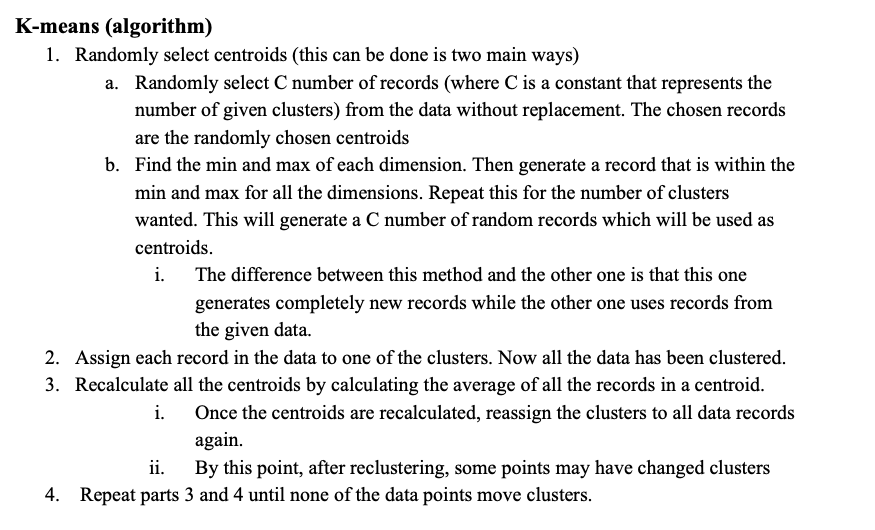 K-means (algorithm)
1. Randomly select centroids (this can be done is two main ways)
a. Randomly select C number of records (where C is a constant that represents the
number of given clusters) from the data without replacement. The chosen records
are the randomly chosen centroids
b. Find the min and max of each dimension. Then generate a record that is within the
min and max for all the dimensions. Repeat this for the number of clusters
wanted. This will generate a C number of random records which will be used as
centroids.
i. The difference between this method and the other one is that this one
generates completely new records while the other one uses records from
the given data.
2. Assign each record in the data to one of the clusters. Now all the data has been clustered.
3. Recalculate all the centroids by calculating the average of all the records in a centroid.
i. Once the centroids are recalculated, reassign the clusters to all data records
again.
ii. By this point, after reclustering, some points may have changed clusters
4. Repeat parts 3 and 4 until none of the data points move clusters.